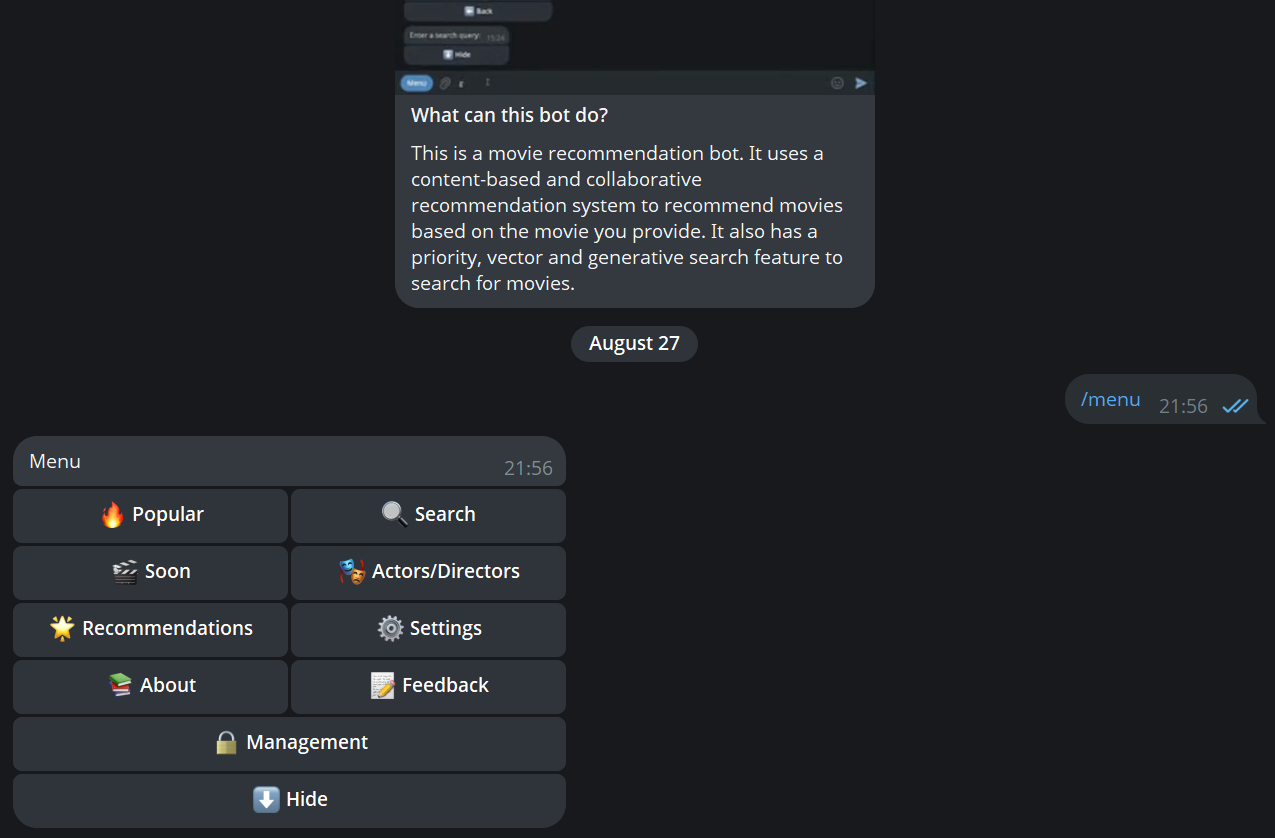 Back
Enter a search query: 15:24
Hide
Menu
What can this bot do?
This is a movie recommendation bot. It uses a
content-based and collaborative
recommendation system to recommend movies
based on the movie you provide. It also has a
priority, vector and generative search feature to
search for movies.
August 27
/menu 21:56
Menu 21:56
Popular
Search
Soon
Actors/Directors
Recommendations
Settings
About
Feedback
Management
Hide